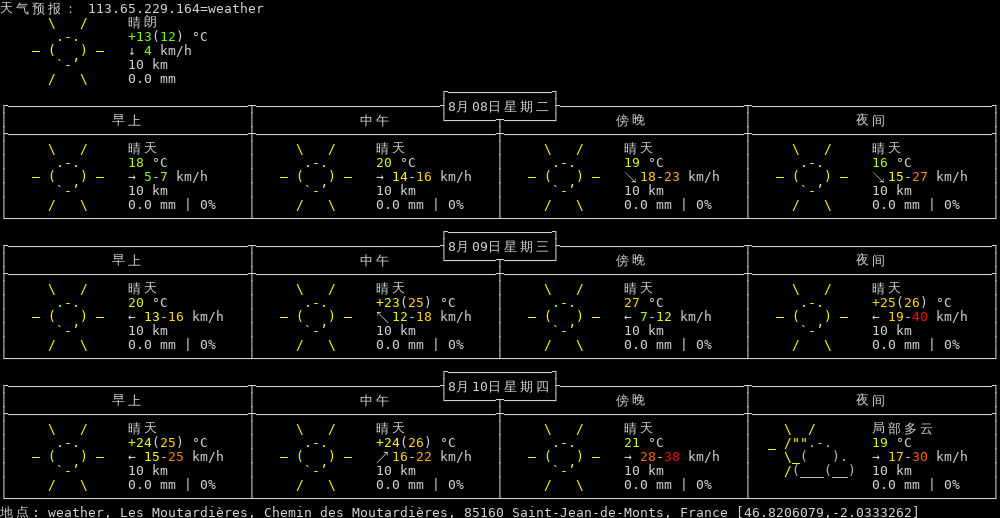 天气预报： 113.65.229.164=weather
晴朗
+13(12) °C
↓ 4 km/h
10 km
0.0 mm
8月08日星期二
早上 中午 傍晚 夜间
晴天 晴天 晴天 晴天
18 °C 20 °C 19 °C 16 °C
→ 5-7 km/h → 14-16 km/h ↘ 18-23 km/h ↘ 15-27 km/h
10 km 10 km 10 km 10 km
0.0 mm | 0% 0.0 mm | 0% 0.0 mm | 0% 0.0 mm | 0%
8月09日星期三
早上 中午 傍晚 夜间
晴天 晴天 晴天 晴天
20 °C +23(25) °C 27 °C +25(26) °C
← 13-16 km/h ↖ 12-18 km/h ← 7-12 km/h ← 19-40 km/h
10 km 10 km 10 km 10 km
0.0 mm | 0% 0.0 mm | 0% 0.0 mm | 0% 0.0 mm | 0%
8月10日星期四
早上 中午 傍晚 夜间
晴天 晴天 晴天 局部多云
+24(25) °C +24(26) °C 21 °C 19 °C
← 15-25 km/h ↗ 16-22 km/h → 28-38 km/h → 17-30 km/h
10 km 10 km 10 km 10 km
0.0 mm | 0% 0.0 mm | 0% 0.0 mm | 0% 0.0 mm | 0%
地点: weather, Les Moutardières, Chemin des Moutardières, 85160 Saint-Jean-de-Monts, France [46.8206079,-2.0333262]